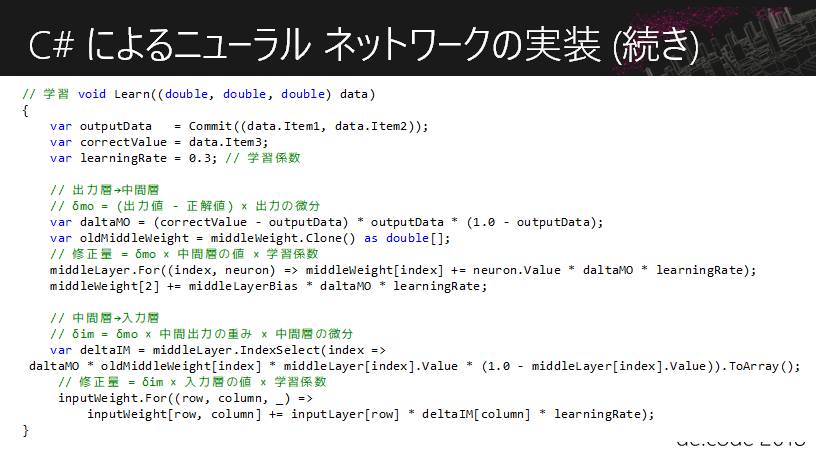 C# によるニューラル ネットワークの実装 (続き)
// 学習 void Learn((double, double, double) data)
{
    var outputData   = Commit((data.Item1, data.Item2));
    var correctValue = data.Item3;
    var learningRate = 0.3; // 学習係数
    // 出力層→中間層
    // δmo = (出力値 - 正解値) × 出力の微分
    var daltaMO = (correctValue - outputData) * outputData * (1.0 - outputData);
    var oldMiddleWeight = middleWeight.Clone() as double[];
    // 修正量 = δmo × 中間層の値 × 学習係数
    middleLayer.For((index, neuron) => middleWeight[index] += neuron.Value * daltaMO * learningRate);
    middleWeight[2] += middleLayerBias * daltaMO * learningRate;
    // 中間層→入力層
    // δim = δmo × 中間出力の重み × 中間層の微分
    var deltaIM = middleLayer.IndexSelect(index =>
 daltaMO * oldMiddleWeight[index] * middleLayer[index].Value * (1.0 - middleLayer[index].Value)).ToArray();
     // 修正量 = δim × 入力層の値 × 学習係数
     inputWeight.For((row, column, _) =>
         inputWeight[row, column] += inputLayer[row] * deltaIM[column] * learningRate);
}